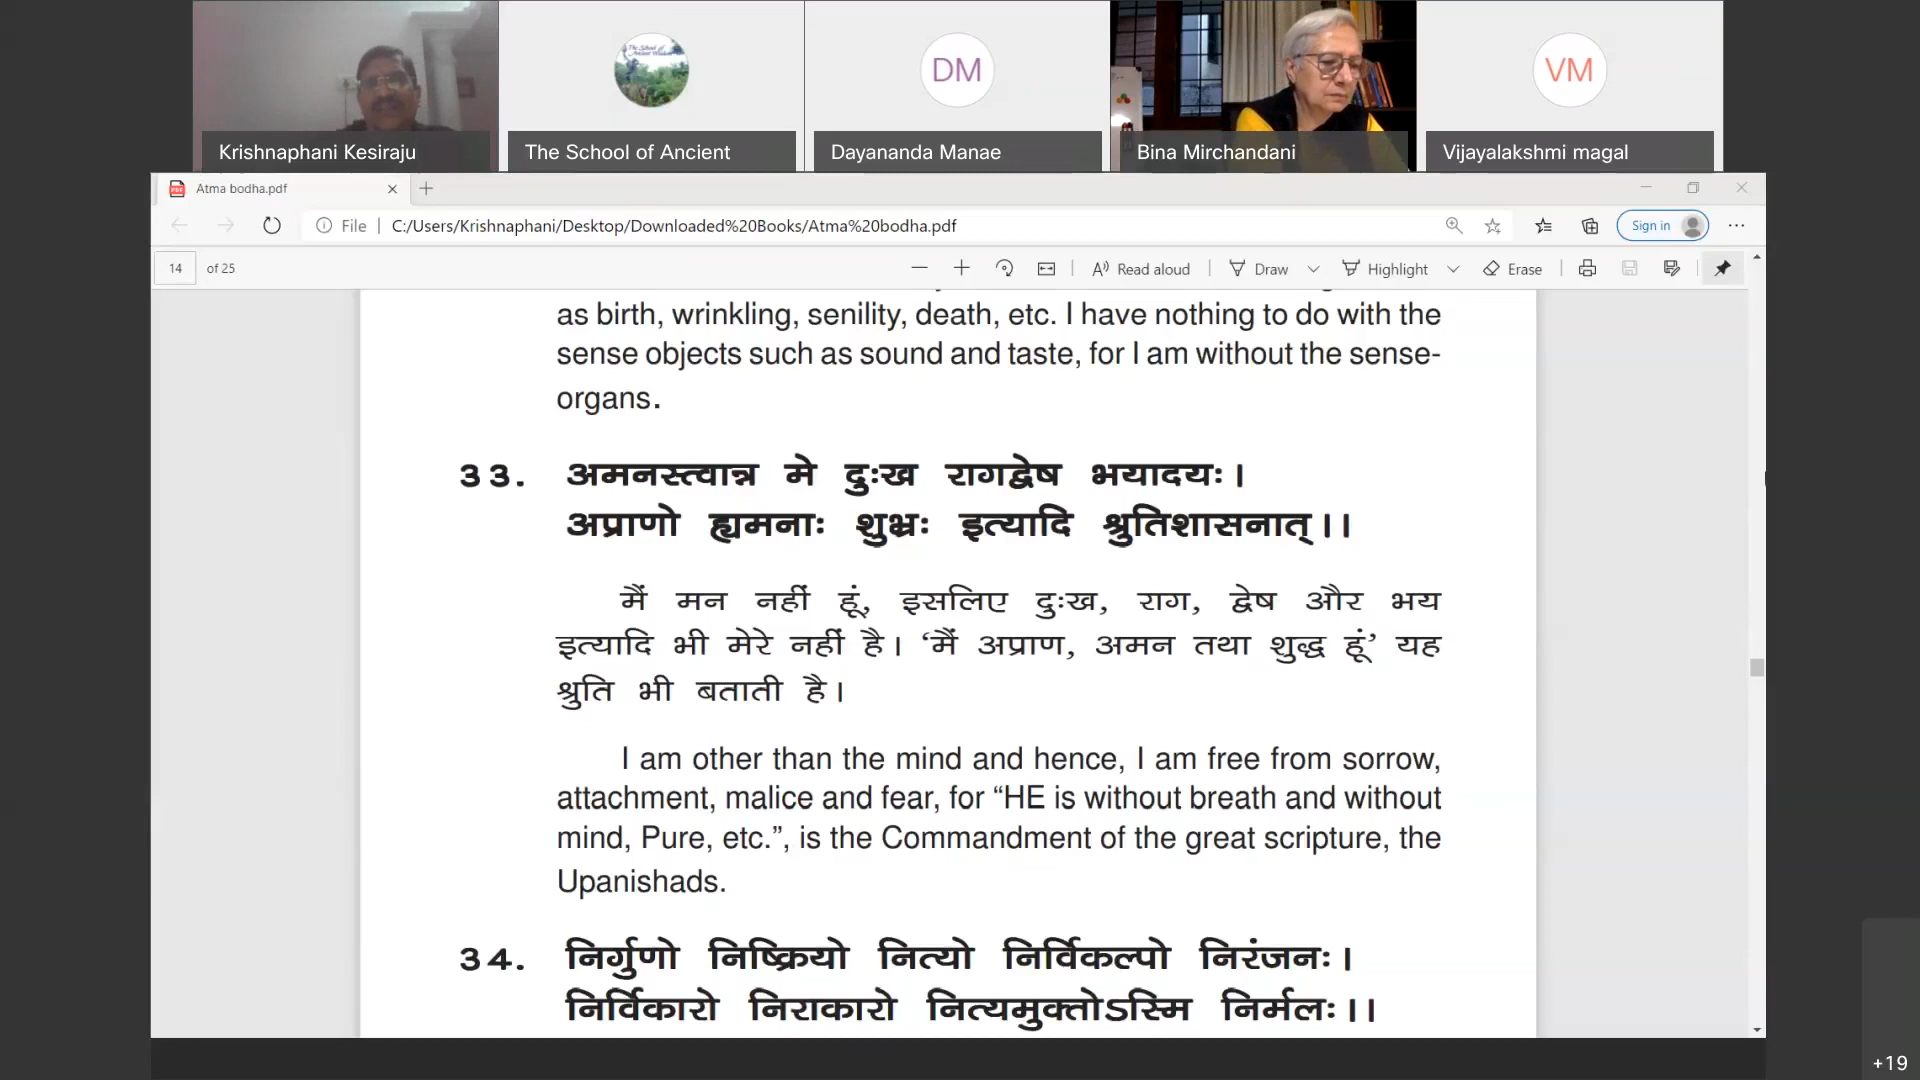 The School of
Ancient Wisdom
DM
VM
Krishnaphani Kesiraju
The School of Ancient
Dayananda Manae
Bina Mirchandani
Vijayalakshmi magal
Atma bodha.pdf
File
C:/Users/Krishnaphani/Desktop/Downloaded%20Books/Atma%20bodha.pdf
Sign in
14 of 25
Read aloud
Draw
Highlight
Erase
as birth, wrinkling, senility, death, etc. I have nothing to do with the
sense objects such as sound and taste, for I am without the sense-
organs.
33. अमनस्त्वान्न मे दुःख रागद्वेष भयादयः।
अप्राणो ह्यमनाः शुभ्रः इत्यादि श्रुतिशासनात्।।
मैं मन नहीं हूं, इसलिए दुःख, राग, द्वेष और भय
इत्यादि भी मेरे नहीं है। ‘मैं अप्राण, अमन तथा शुद्ध हूं’ यह
श्रुति भी बताती है।
I am other than the mind and hence, I am free from sorrow,
attachment, malice and fear, for “HE is without breath and without
mind, Pure, etc.”, is the Commandment of the great scripture, the
Upanishads.
34. निर्गुणो निष्क्रियो नित्यो निर्विकल्पो निरंजनः।
निर्विकारो निराकारो नित्यमुक्तोऽस्मि निर्मलः।।
+19